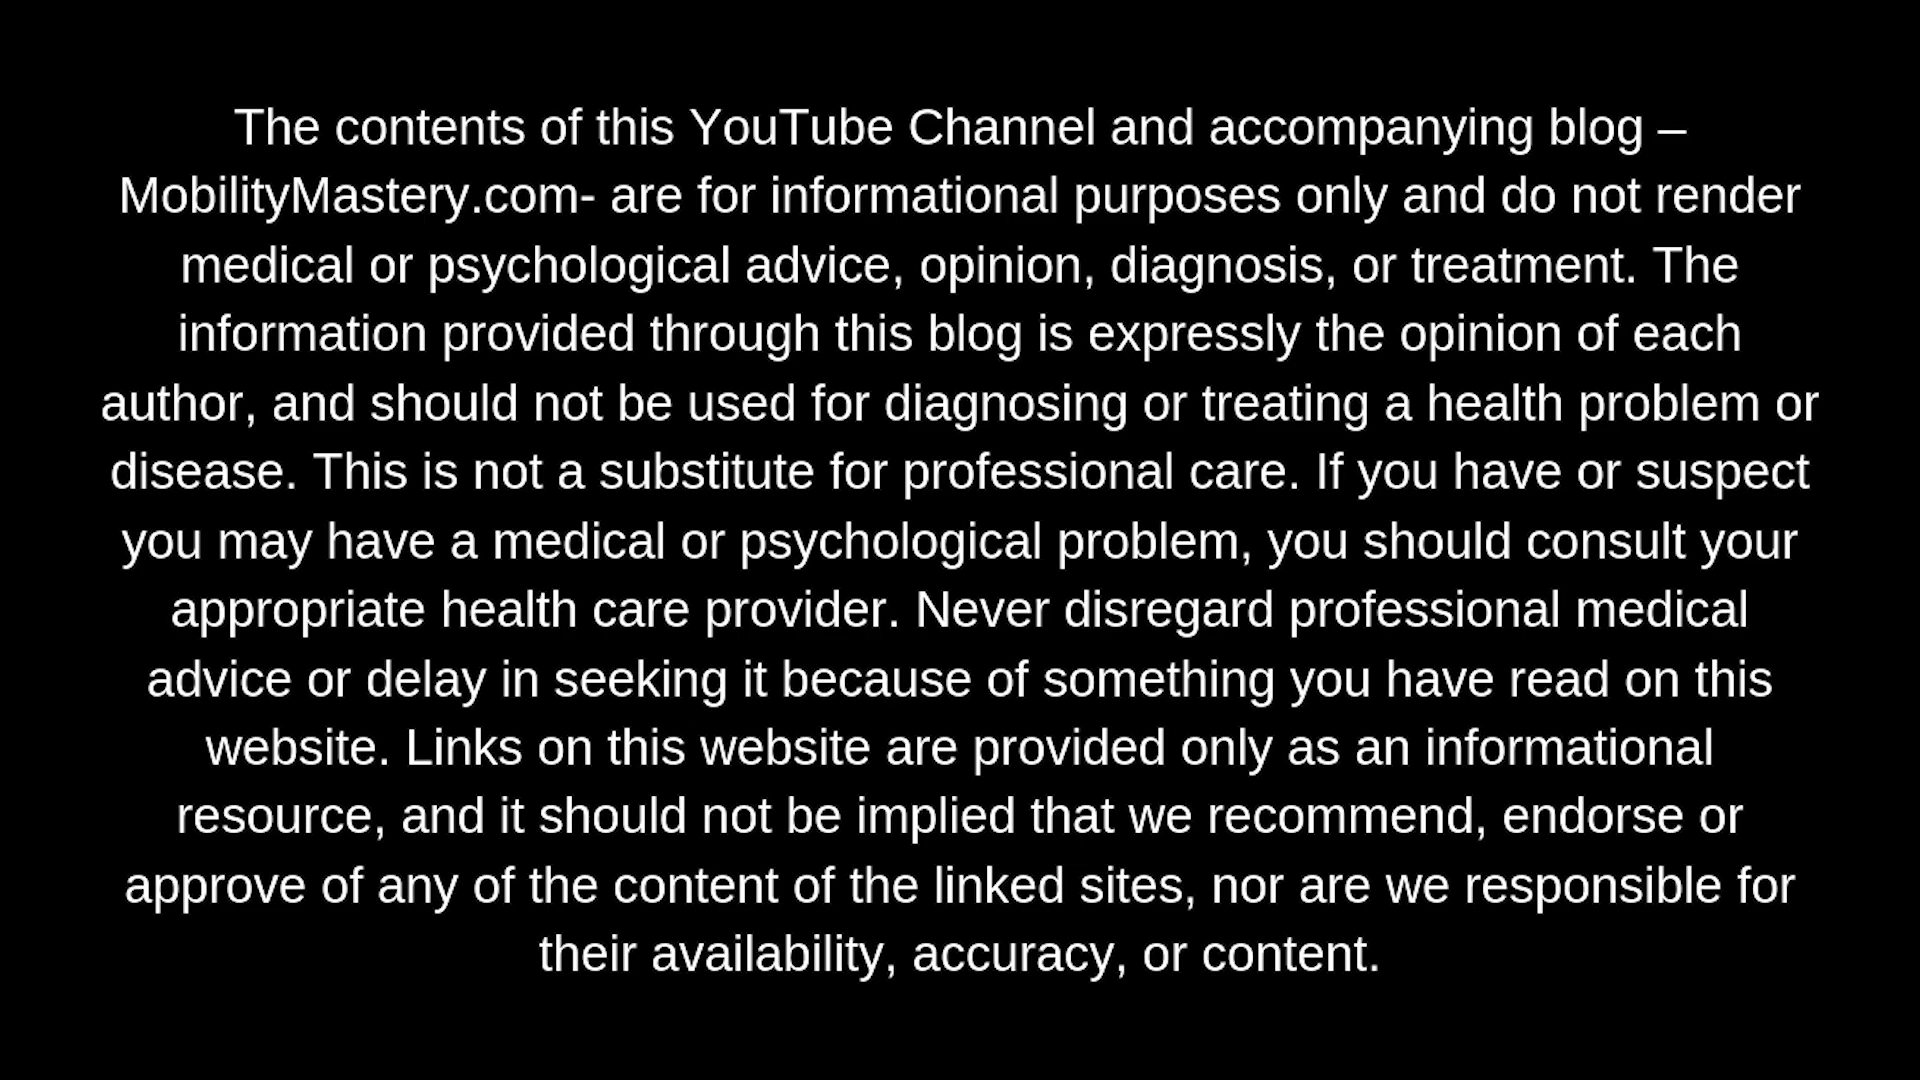 The contents of this YouTube Channel and accompanying blog –
MobilityMastery.com- are for informational purposes only and do not render
medical or psychological advice, opinion, diagnosis, or treatment. The
information provided through this blog is expressly the opinion of each
author, and should not be used for diagnosing or treating a health problem or
disease. This is not a substitute for professional care. If you have or suspect
you may have a medical or psychological problem, you should consult your
appropriate health care provider. Never disregard professional medical
advice or delay in seeking it because of something you have read on this
website. Links on this website are provided only as an informational
resource, and it should not be implied that we recommend, endorse or
approve of any of the content of the linked sites, nor are we responsible for
their availability, accuracy, or content.